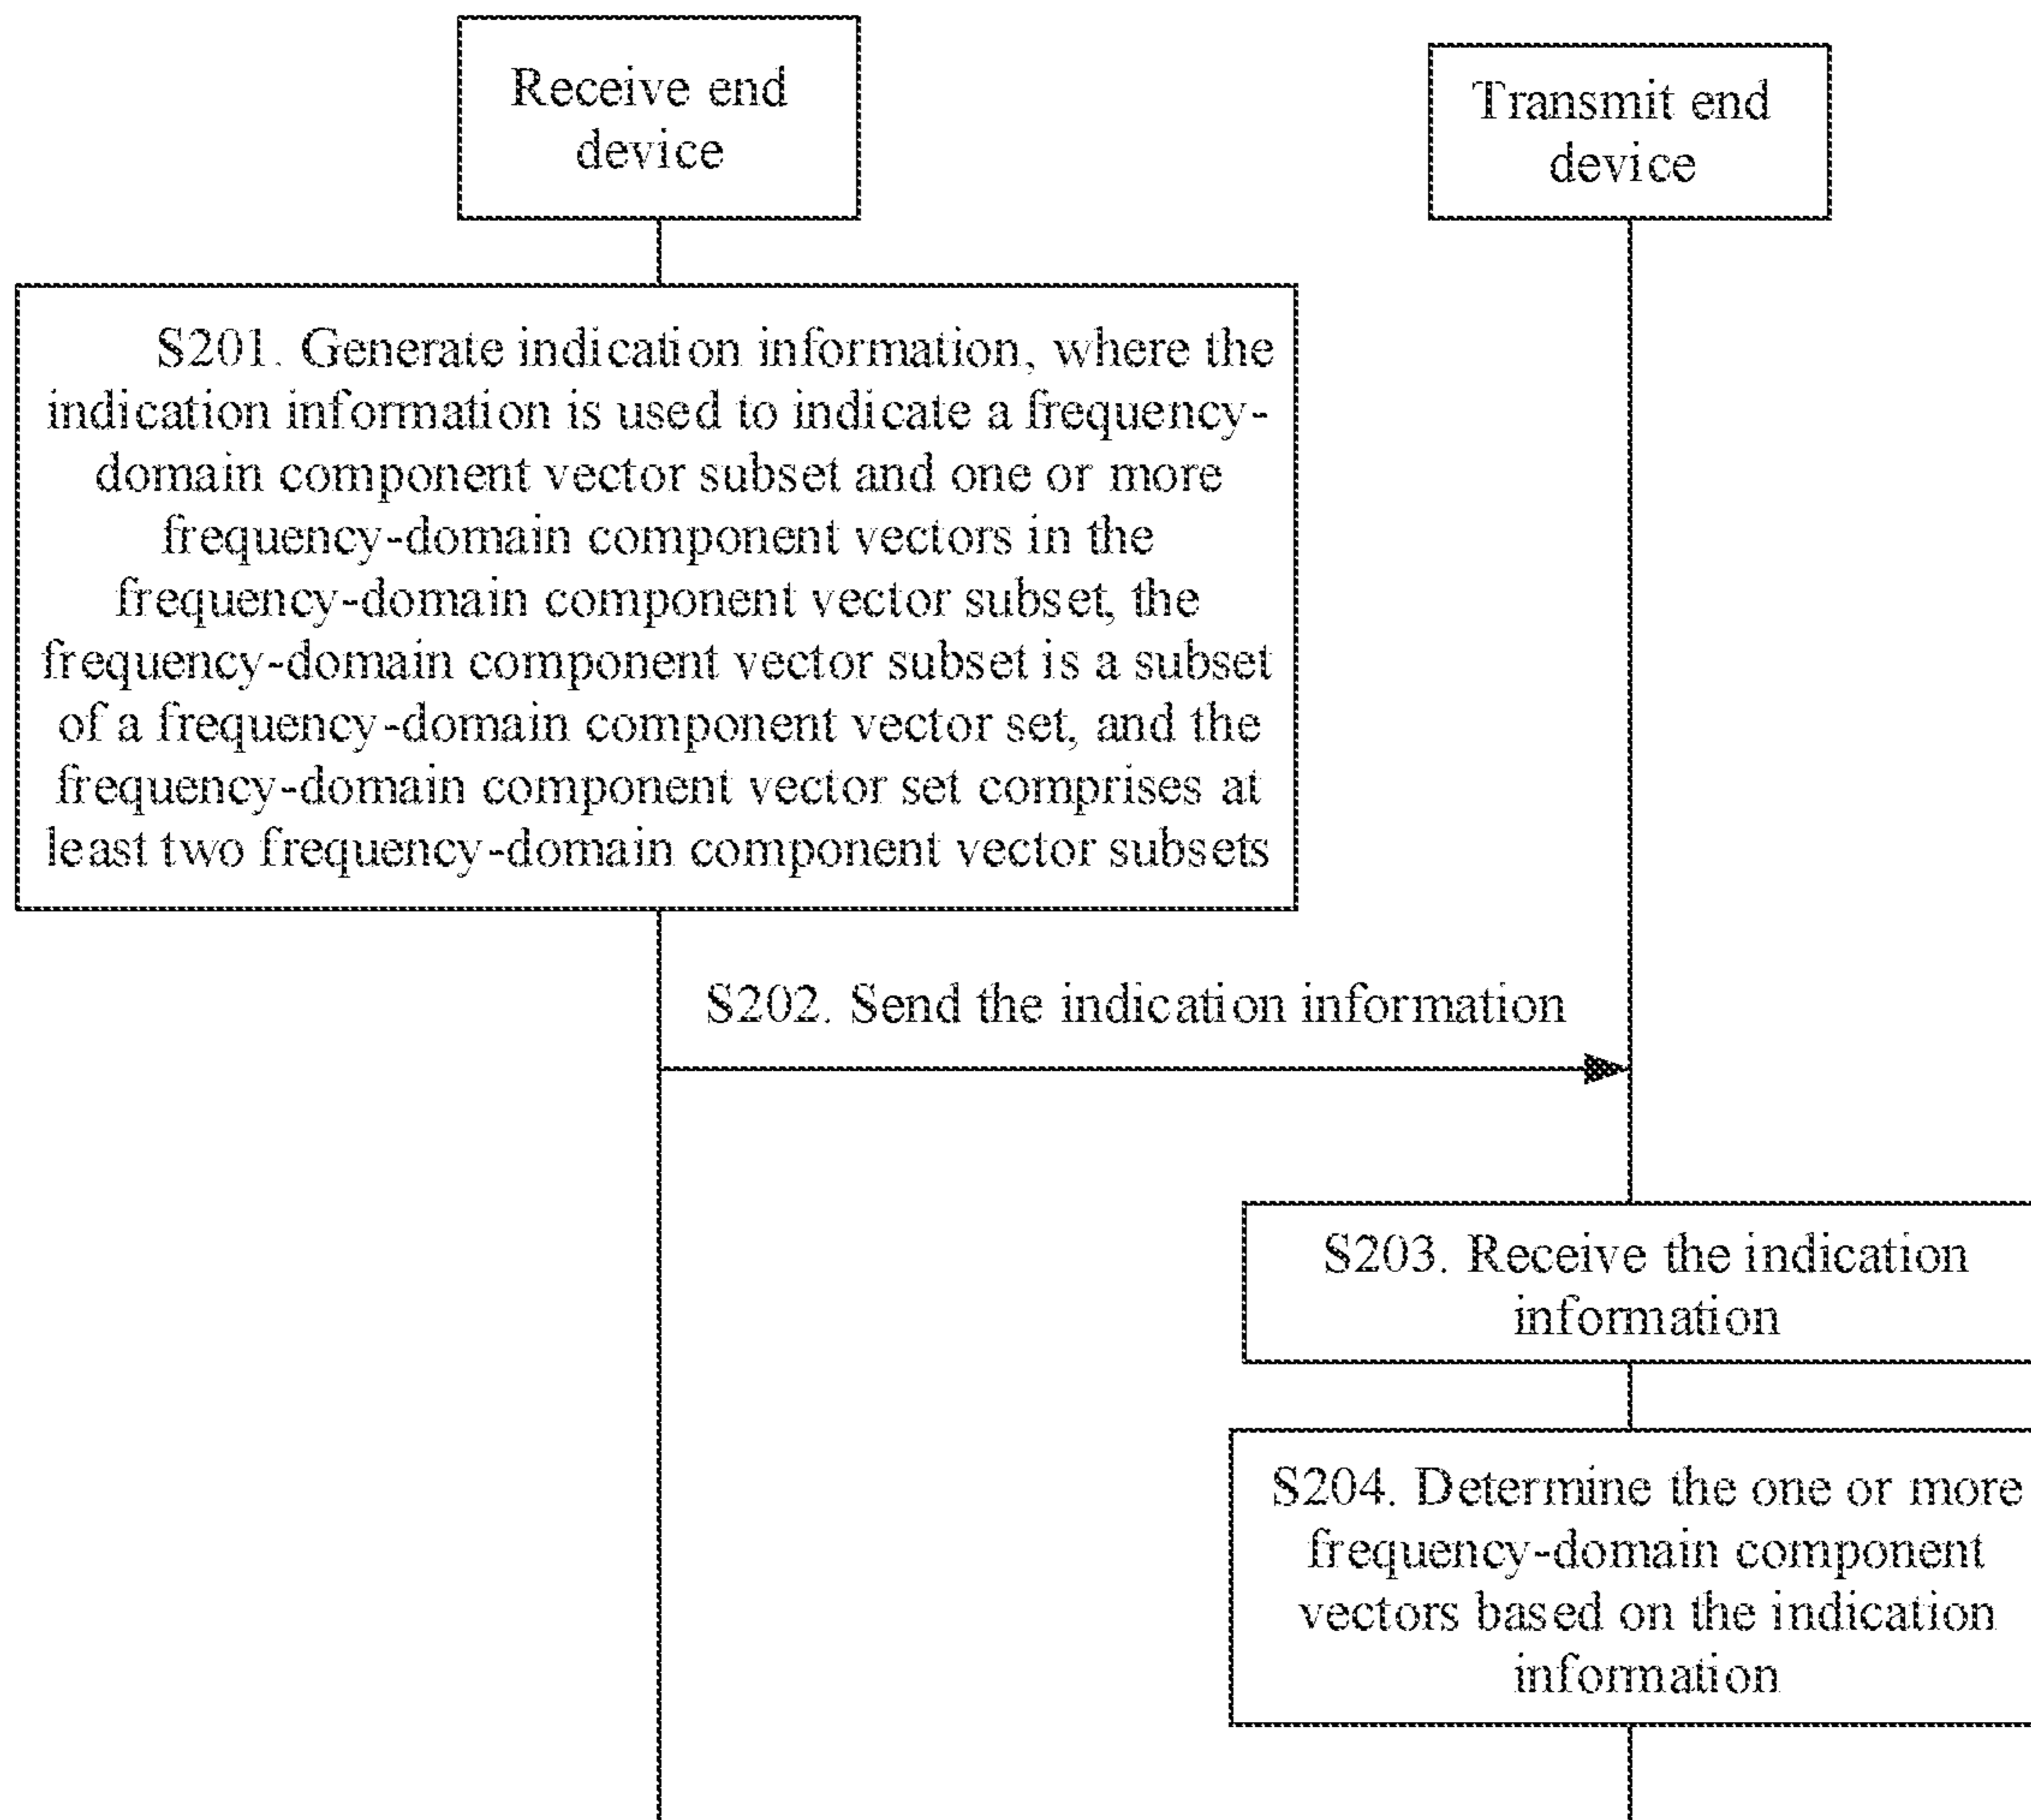 Receive end
device
Transmit end
device
S201. Generate indication information, where the
indication information is used to indicate a frequency-
domain component vector subset and one or more
frequency-domain component vectors in the
frequency-domain component vector subset, the
frequency-domain component vector subset is a subset
of a frequency-domain component vector set, and the
frequency-domain component vector set comprises at
least two frequency-domain component vector subsets
S202. Send the indication information
S203. Receive the indication
information
S204. Determine the one or more
frequency-domain component
vectors based on the indication
information